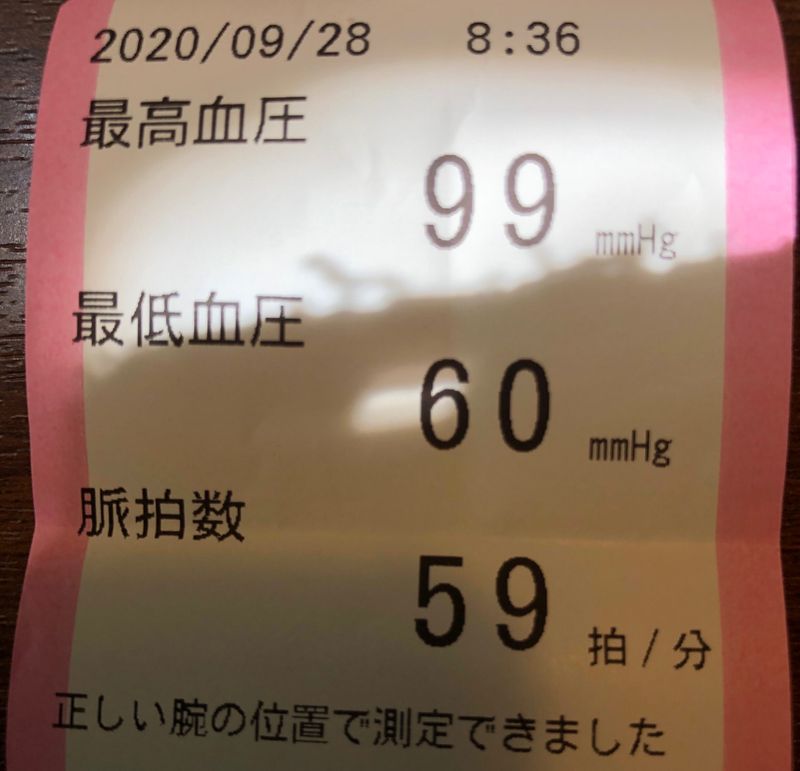 2020/09/28 8:36
最高血圧
99 mmHg
最低血圧
60 mmHg
脈拍数
59 拍/分
正しい腕の位置で測定できました